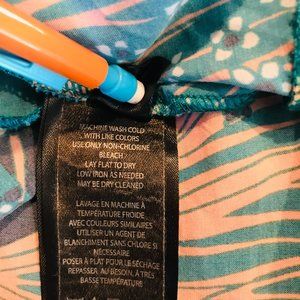 MACHINE WASH COLD
WITH LIKE COLORS
USE ONLY NON-CHLORINE
BLEACH
LAY FLAT TO DRY
LOW IRON AS NEEDED
MAY BE DRY CLEANED
LAVAGE EN MACHINE À
TEMPÉRATURE FROIDE
AVEC COULEURS SIMILAIRES
UTILISER UN AGENT DE
BLANCHIMENT SANS CHLORE SI
NÉCESSAIRE
POSER À PLAT POUR LE SÉCHAGE
REPASSER, AU BESOIN, À TRÈS
BASSE TEMPÉRATURE